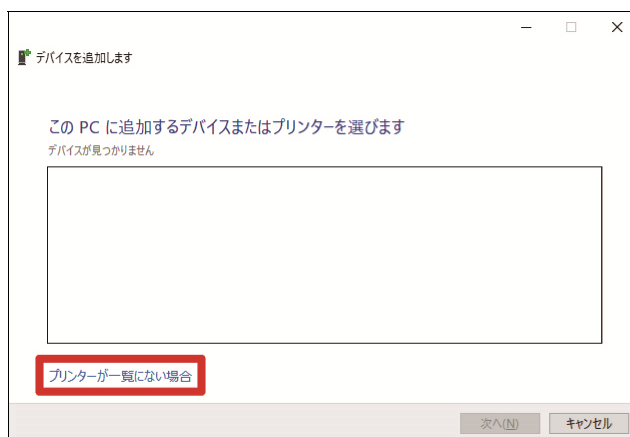 デバイスを追加します
この PC に追加するデバイスまたはプリンターを選びます
デバイスが見つかりません
プリンターが一覧にない場合
次へ(N)
キャンセル